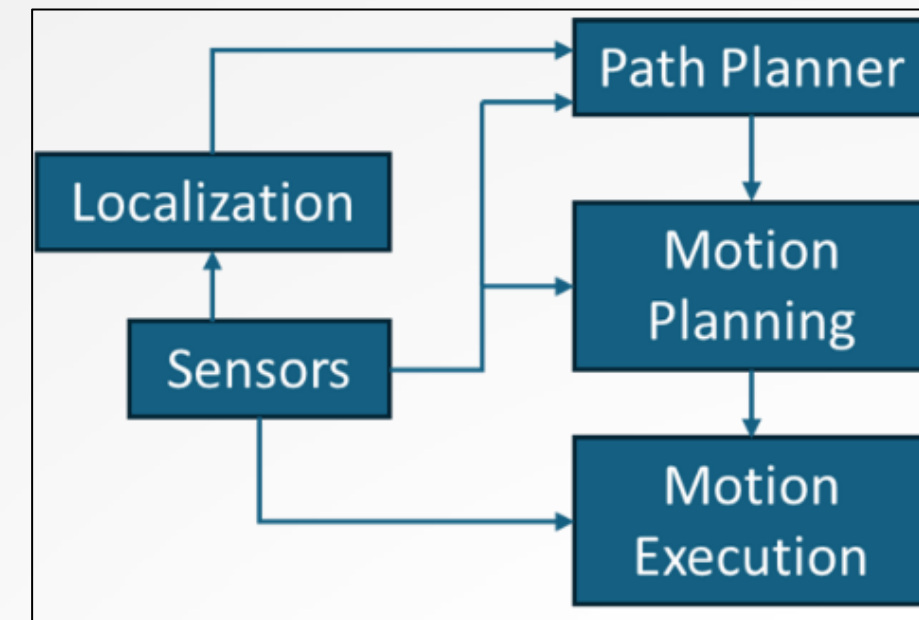 Path Planner
Localization
Motion
Planning
Sensors
Motion
Execution